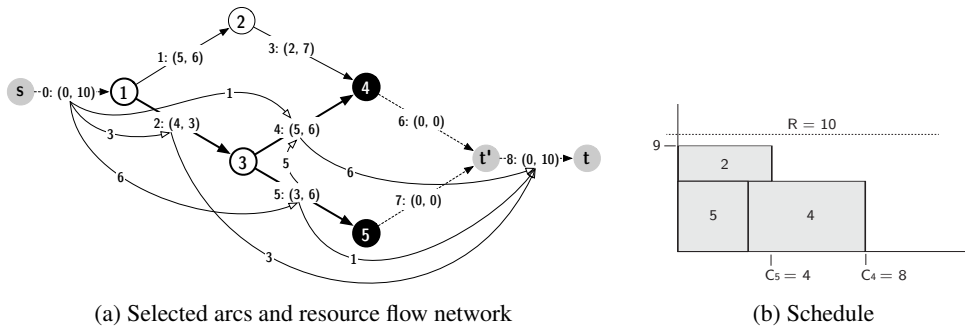 2
1: (5, 6)
3: (2, 7)
s
0: (0, 10)
1
4
1
2: (4, 3)
3
4: (5, 6)
6: (0, 0)
3
t'
8: (0, 10)
t
5
6
6
5: (3, 6)
7: (0, 0)
5
1
3
(a) Selected arcs and resource flow network
R = 10
9
2
5
4
C5 = 4
C4 = 8
(b) Schedule